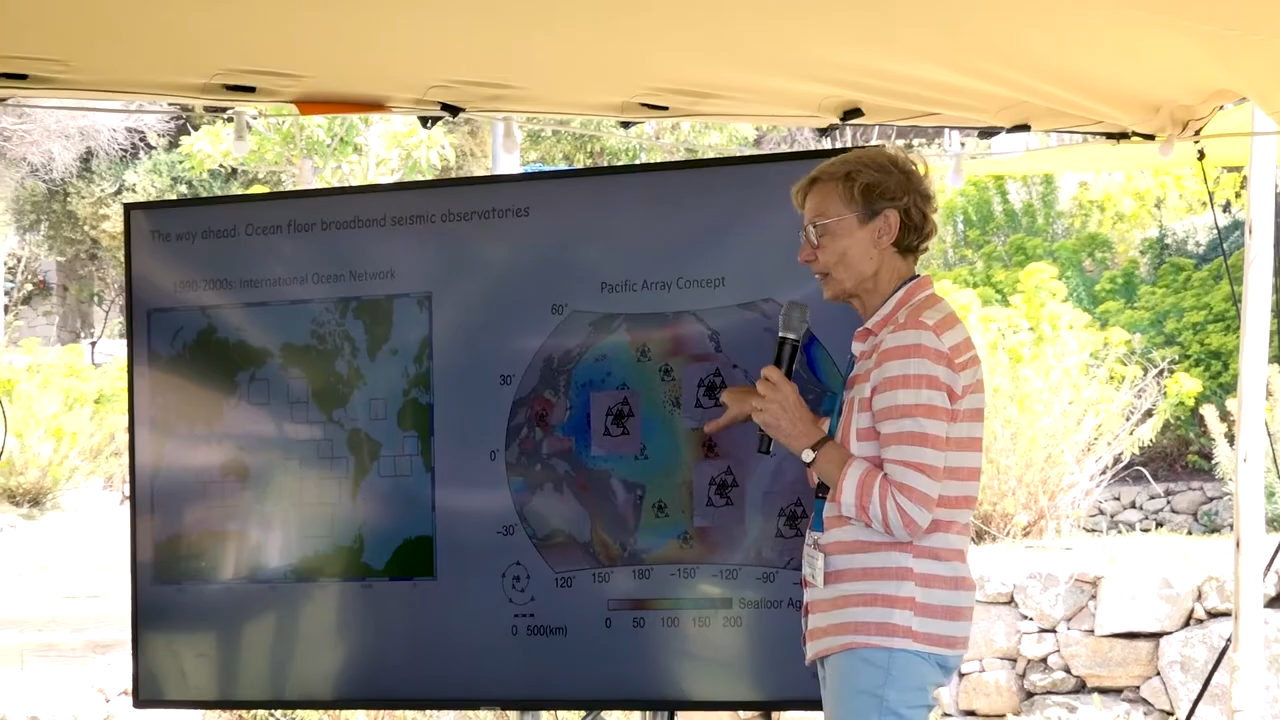 The way ahead: Ocean floor broadband seismic observatories
1990-2000s: International Ocean Network
Pacific Array Concept
60°
30°
0°
−30°
120° 150° 180° −150° −120° −90°
0 500(km)
Seafloor
0 50 100 150 200